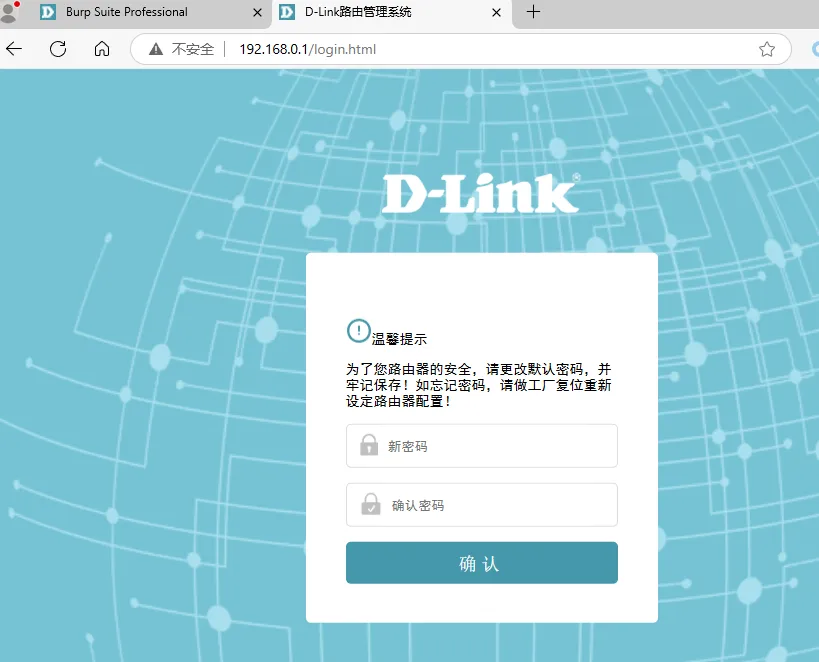 Burp Suite Professional
D-Link路由管理系统
不安全
192.168.0.1/login.html
D-Link®
温馨提示
为了您路由器的安全，请更改默认密码，并
牢记保存！如忘记密码，请做工厂复位重新
设定路由器配置！
新密码
确认密码
确 认